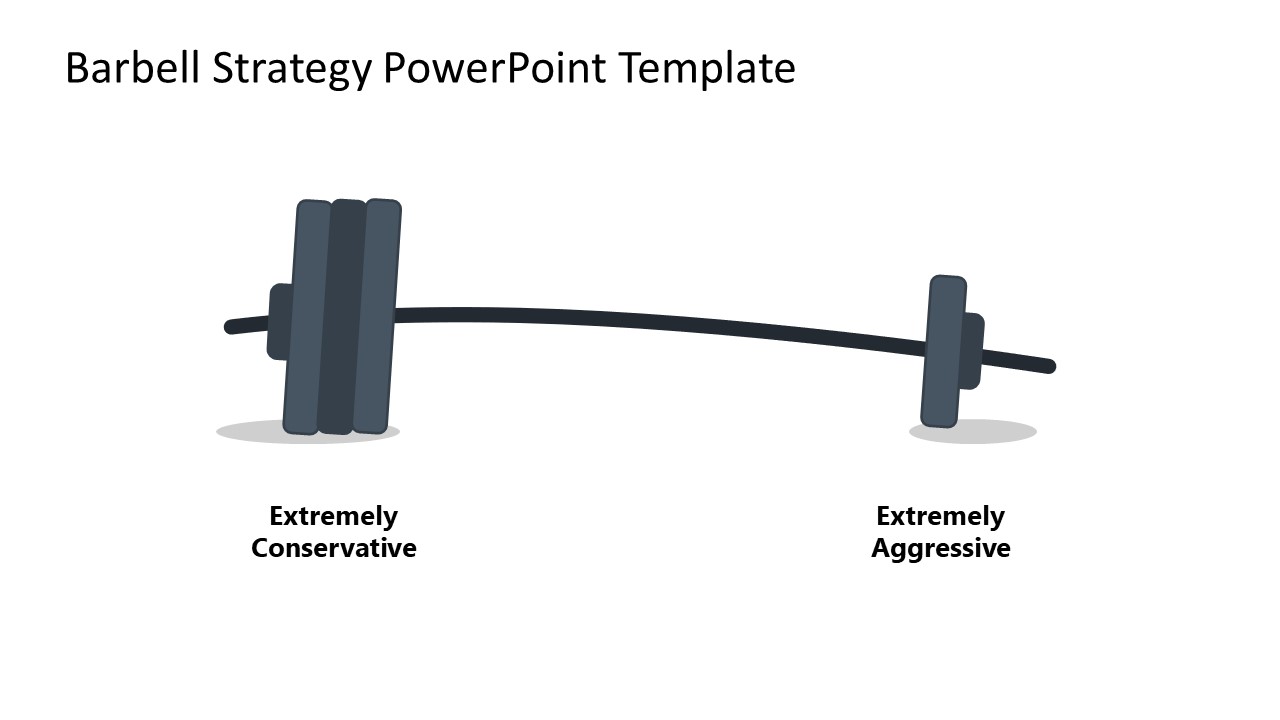 Barbell Strategy PowerPoint Template
Extremely
Conservative
Extremely
Aggressive